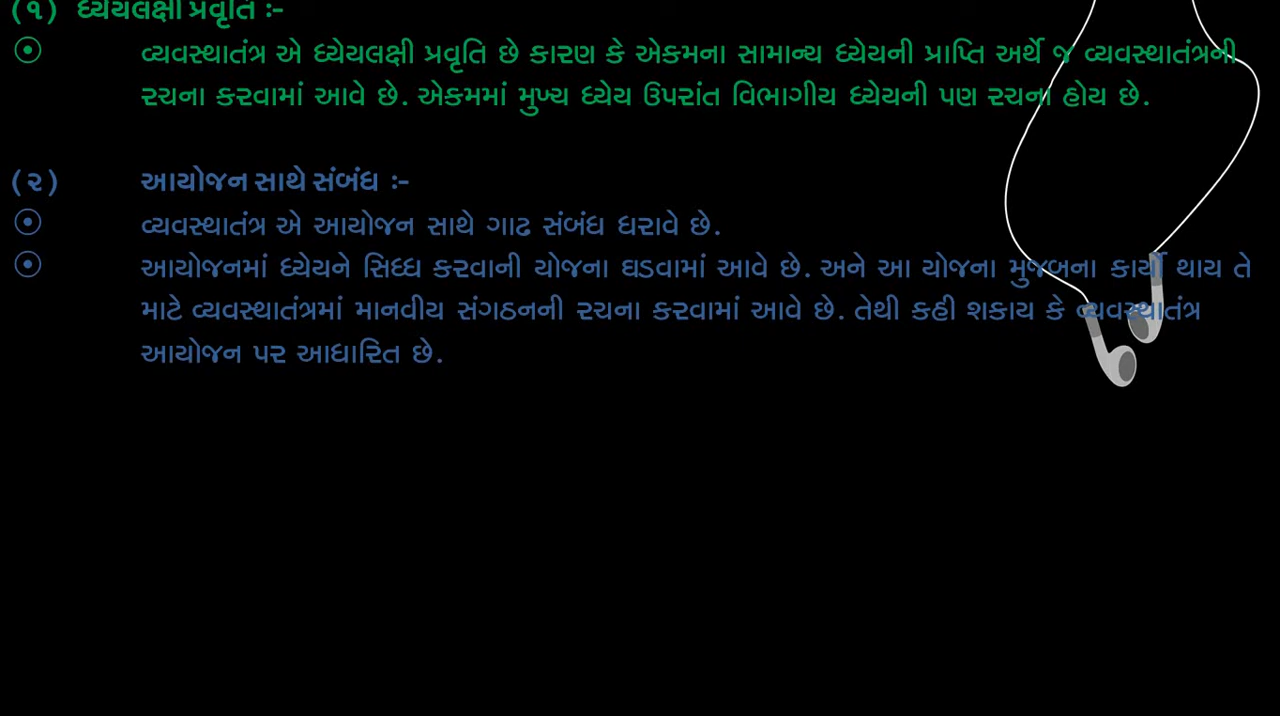 (૧) ધ્યેયલક્ષી પ્રવૃતિ :-
વ્યવસ્થાતંત્ર એ ધ્યેયલક્ષી પ્રવૃતિ છે કારણ કે એકમના સામાન્ય ધ્યેયની પ્રાપ્તિ અર્થે જ વ્યવસ્થાતંત્રની
રચના કરવામાં આવે છે. એકમમાં મુખ્ય ધ્યેય ઉપરાંત વિભાગીય ધ્યેયની પણ રચના હોય છે.
(૨) આયોજન સાથે સંબંધ :-
વ્યવસ્થાતંત્ર એ આયોજન સાથે ગાઢ સંબંધ ધરાવે છે.
આયોજનમાં ધ્યેયને સિધ્ધ કરવાની યોજના ઘડવામાં આવે છે. અને આ યોજના મુજબના કાર્યો થાય તે
માટે વ્યવસ્થાતંત્રમાં માનવીય સંગઠનની રચના કરવામાં આવે છે. તેથી કહી શકાય કે વ્યવસ્થાતંત્ર
આયોજન પર આધારિત છે.